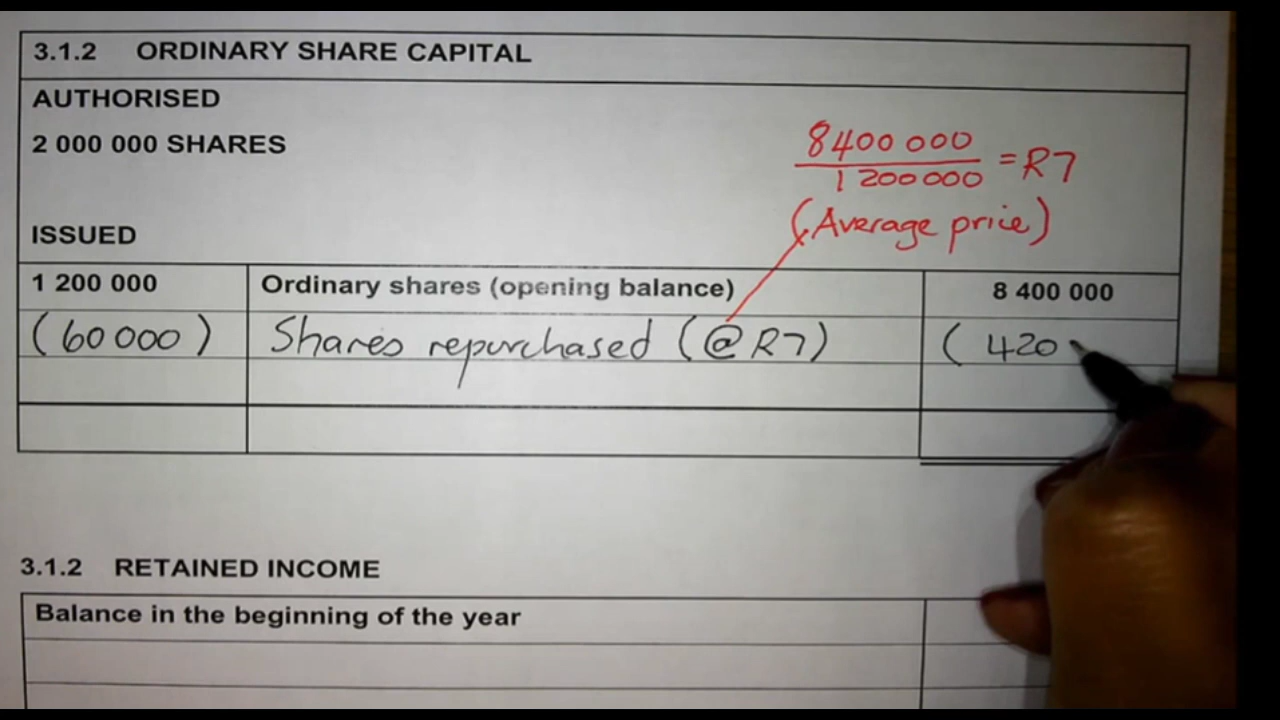 3.1.2 ORDINARY SHARE CAPITAL
AUTHORISED
2 000 000 SHARES
8400 000
1 200 000
= R7
(Average price)
ISSUED
1 200 000 Ordinary shares (opening balance) 8 400 000
(60 000) Shares repurchased (@ R7) ( 420
3.1.2 RETAINED INCOME
Balance in the beginning of the year